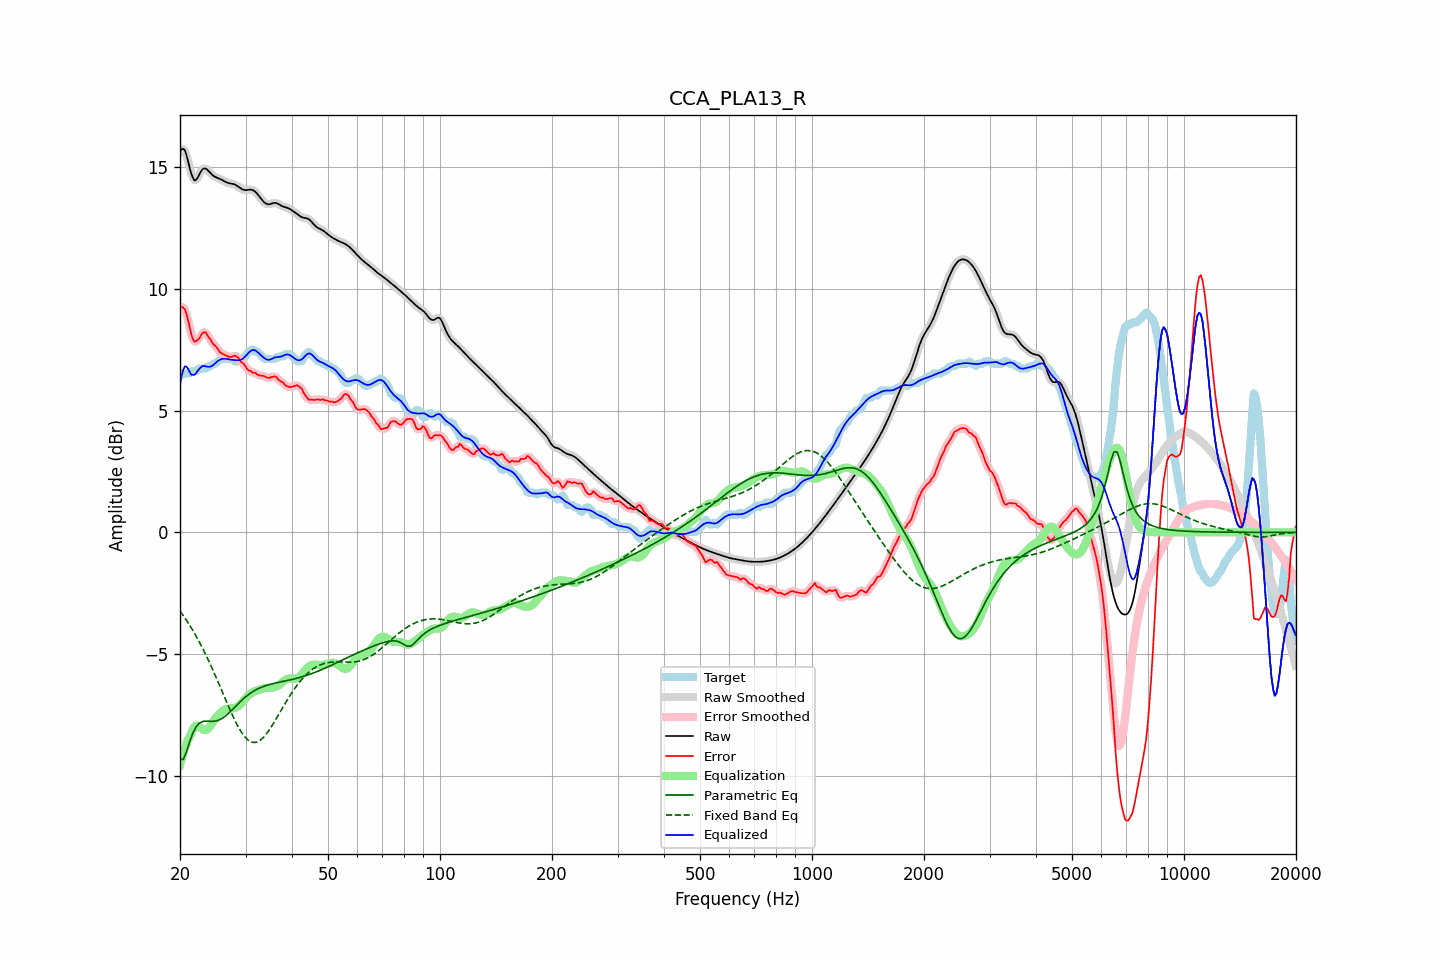 CCA_PLA13_R
Amplitude (dBr)
15
10
5
0
−5
−10
Target
Raw Smoothed
Error Smoothed
Raw
Error
Equalization
Parametric Eq
Fixed Band Eq
Equalized
20 50 100 200 500 1000 2000 5000 10000 20000
Frequency (Hz)